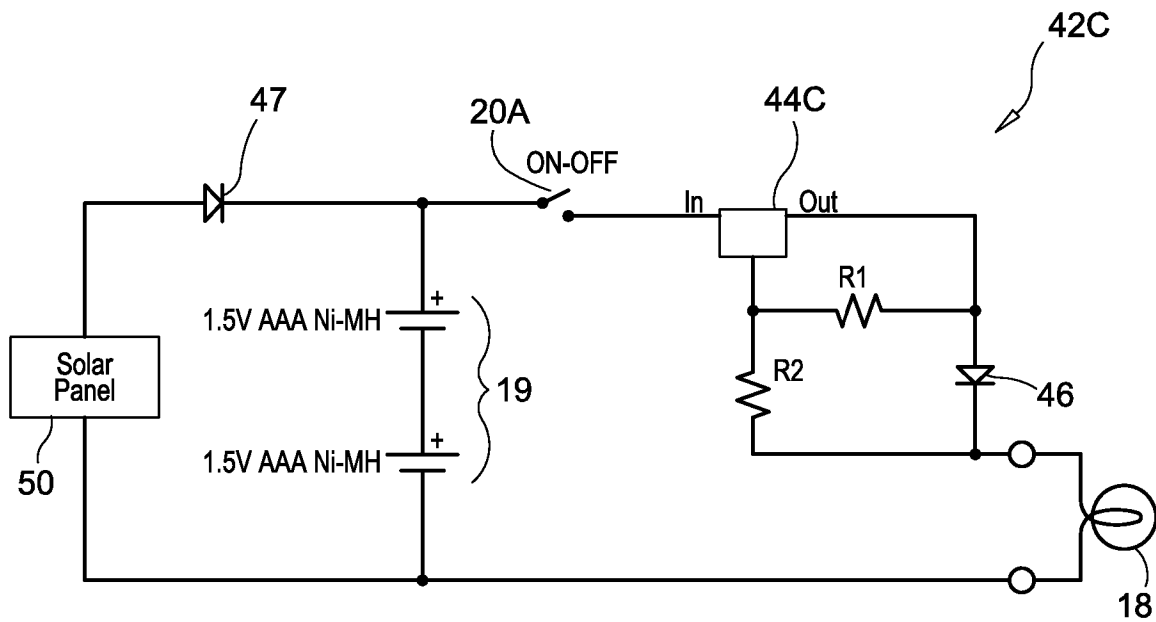 42C
47
20A
44C
ON-OFF
In
Out
R1
1.5V AAA Ni-MH
+
Solar
Panel
R2
19
46
1.5V AAA Ni-MH
+
50
18